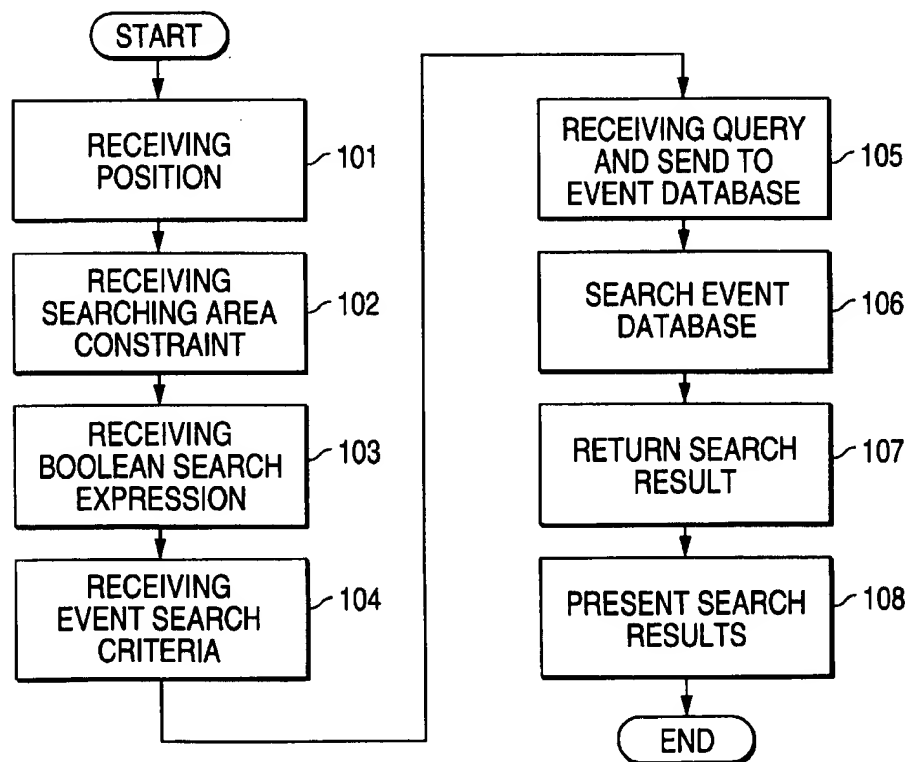 START
RECEIVING
POSITION
101
RECEIVING
SEARCHING AREA
CONSTRAINT
102
RECEIVING
BOOLEAN SEARCH
EXPRESSION
103
RECEIVING
EVENT SEARCH
CRITERIA
104
RECEIVING QUERY
AND SEND TO
EVENT DATABASE
105
SEARCH EVENT
DATABASE
106
RETURN SEARCH
RESULT
107
PRESENT SEARCH
RESULTS
108
END